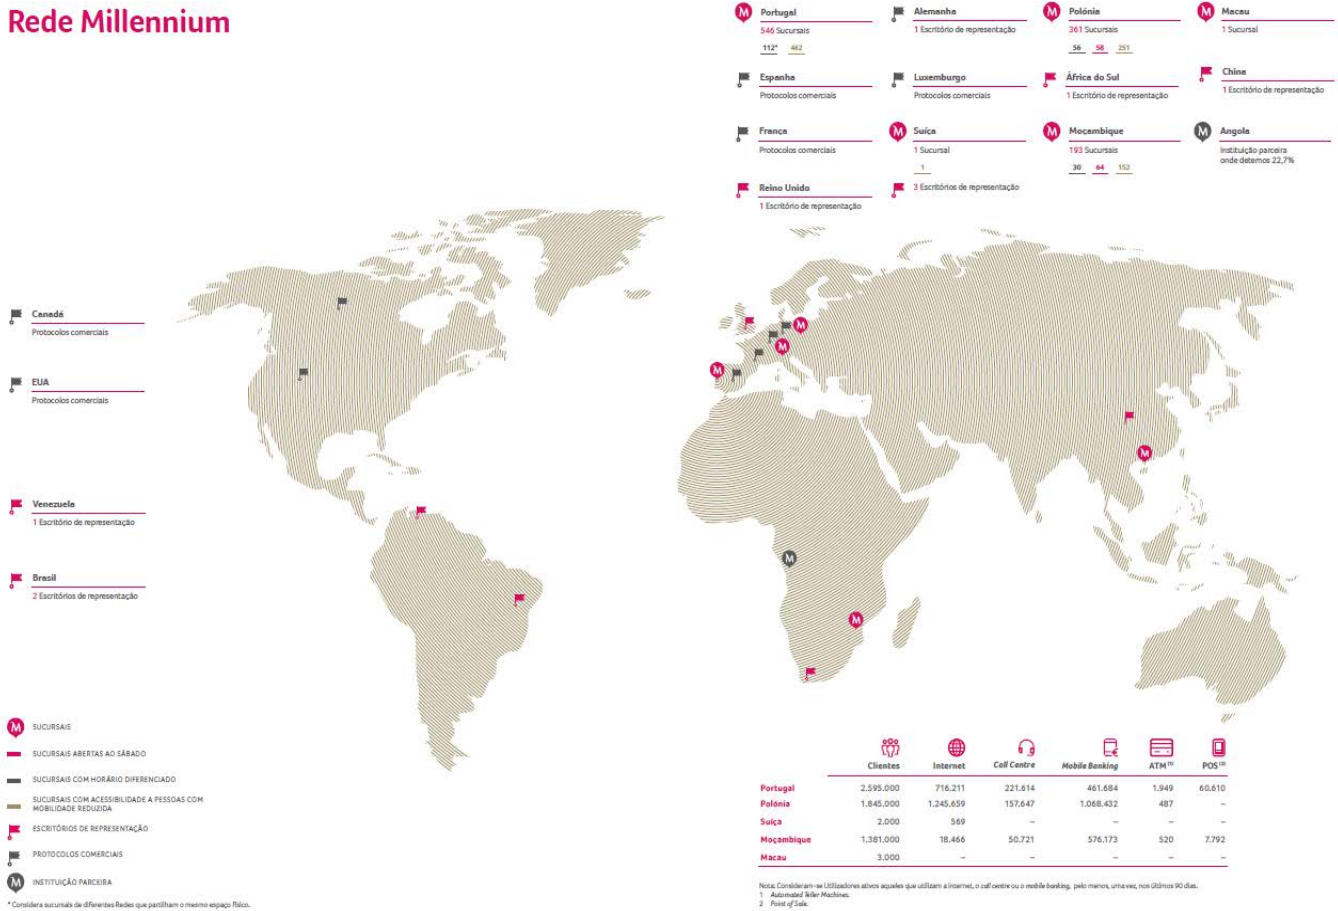 Rede Millennium
Portugal
546 Sucursais
112* 462
Alemanha
1 Escritório de representação
Polónia
361 Sucursais
56 58 251
Macau
1 Sucursal
Espanha
Protocolos comerciais
Luxemburgo
Protocolos comerciais
África do Sul
1 Escritório de representação
China
1 Escritório de representação
França
Protocolos comerciais
Suíça
1 Sucursal
1
3 Escritórios de representação
Moçambique
193 Sucursais
30 64 152
Angola
Instituição parceira
onde detemos 22,7%
Reino Unido
1 Escritório de representação
Canadá
Protocolos comerciais
EUA
Protocolos comerciais
Venezuela
1 Escritório de representação
Brasil
2 Escritórios de representação
M SUCURSAIS
SUCURSAIS ABERTAS AO SÁBADO
SUCURSAIS COM HORÁRIO DIFERENCIADO
SUCURSAIS COM ACESSIBILIDADE A PESSOAS COM
MOBILIDADE REDUZIDA
ESCRITÓRIOS DE REPRESENTAÇÃO
PROTOCOLOS COMERCIAIS
M INSTITUIÇÃO PARCEIRA
* Considera sucursais de diferentes Redes que partilham o mesmo espaço físico.
Clientes Internet Call Centre Mobile Banking ATM (1) POS (2)
Portugal 2.595.000 716.211 221.614 461.684 1.949 60.610
Polónia 1.845.000 1.245.659 157.647 1.068.432 487 –
Suíça 2.000 569 – – – –
Moçambique 1.381.000 18.466 50.721 576.173 520 7.792
Macau 3.000 – – – – –
Nota: Consideram-se Utilizadores ativos aqueles que utilizam a internet, o call centre ou o mobile banking, pelo menos, uma vez, nos últimos 90 dias.
1 Automated Teller Machines.
2 Point of Sale.